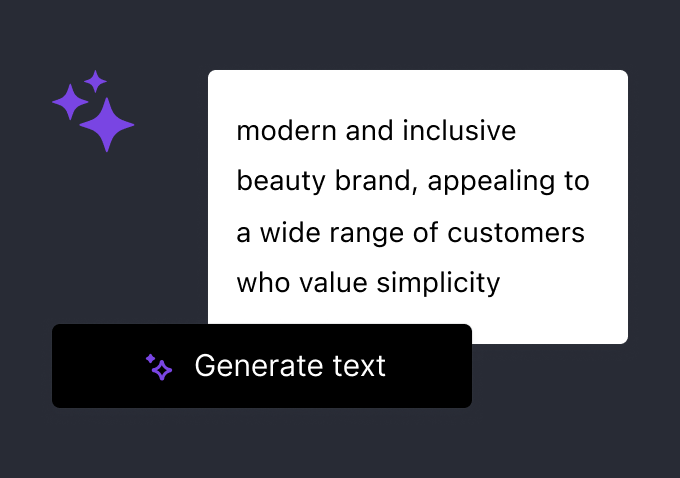 modern and inclusive
beauty brand, appealing to
a wide range of customers
who value simplicity
Generate text